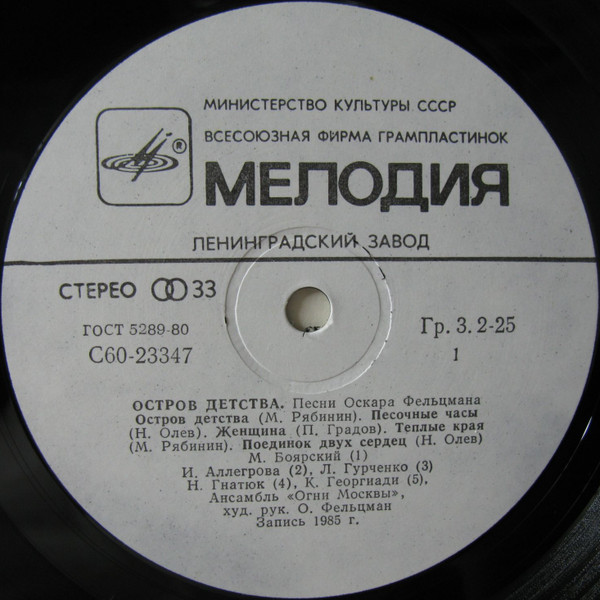 МИНИСТЕРСТВО КУЛЬТУРЫ СССР
ВСЕСОЮЗНАЯ ФИРМА ГРАМПЛАСТИНОК
®
МЕЛОДИЯ
ЛЕНИНГРАДСКИЙ ЗАВОД
СТЕРЕО 33
Гр. 3. 2-25
ГОСТ 5289-80
С60-23347
1
ОСТРОВ ДЕТСТВА. Песни Оскара Фельцмана
Остров детства (М. Рябинин). Песочные часы
(Н. Олев). Женщина (П. Градов). Теплые края
(М. Рябинин). Поединок двух сердец (Н. Олев)
М. Боярский (1)
И. Аллегрова (2), Л. Гурченко (3)
Н. Гнатюк (4), К. Георгиади (5),
Ансамбль «Огни Москвы»,
худ. рук. О. Фельцман
Запись 1985 г.